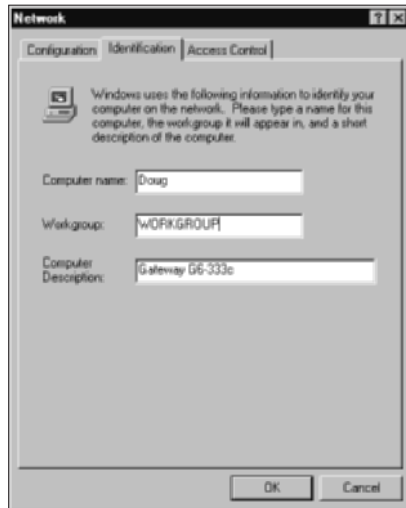 Network
Configuration Identification Access Control
Windows uses the following information to identify your
computer on the network. Please type a name for this
computer, the workgroup it will appear in, and a short
description of the computer.
Computer name: Doug
Workgroup: WORKGROUP
Computer
Description: Gateway G6-333c
OK Cancel